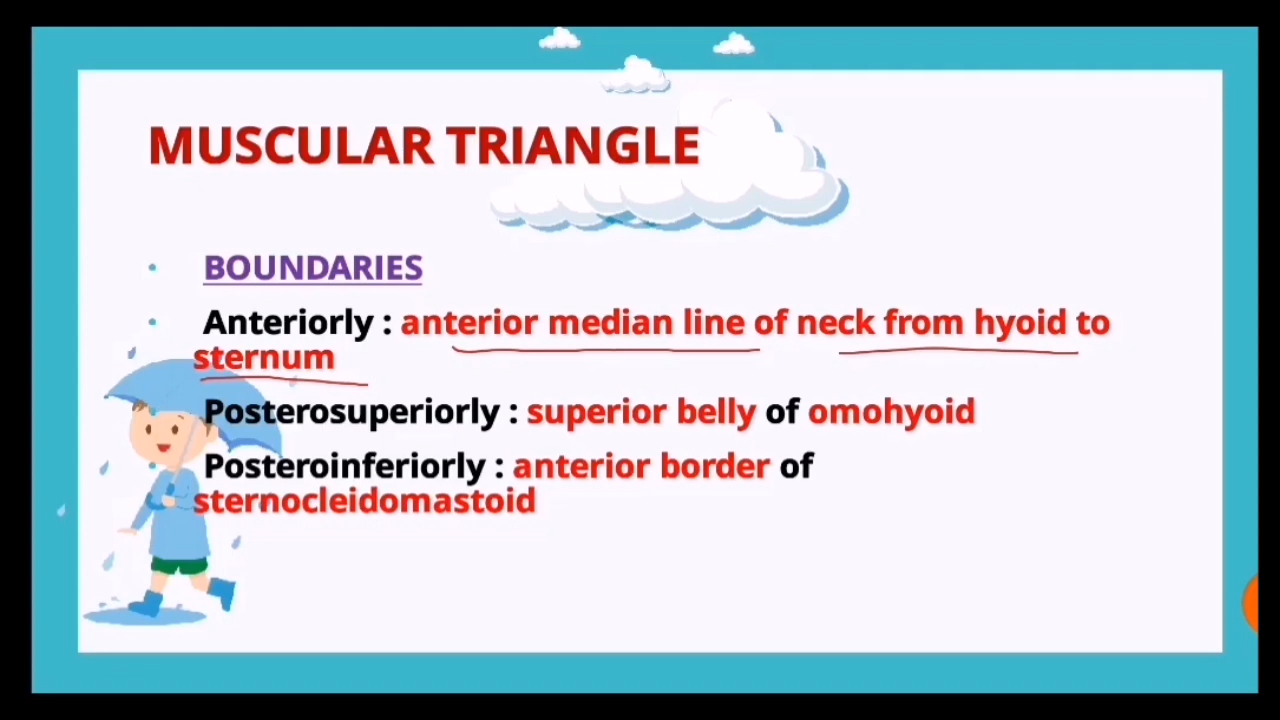 MUSCULAR TRIANGLE
• BOUNDARIES
• Anteriorly : anterior median line of neck from hyoid to
sternum
• Posterosuperiorly : superior belly of omohyoid
• Posteroinferiorly : anterior border of
sternocleidomastoid